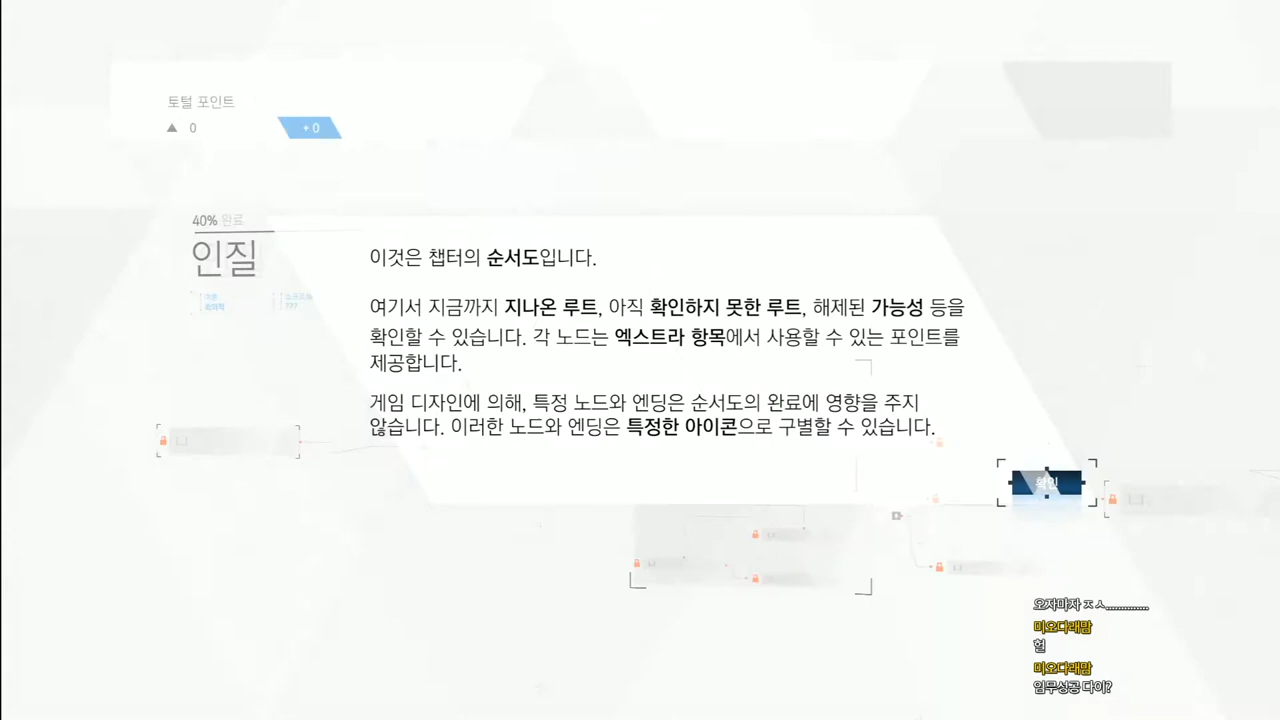 토털 포인트
0
+ 0
40% 완료
인질
???
이것은 챕터의 순서도입니다.
여기서 지금까지 지나온 루트, 아직 확인하지 못한 루트, 해제된 가능성 등을
확인할 수 있습니다. 각 노드는 엑스트라 항목에서 사용할 수 있는 포인트를
제공합니다.
게임 디자인에 의해, 특정 노드와 엔딩은 순서도의 완료에 영향을 주지
않습니다. 이러한 노드와 엔딩은 특정한 아이콘으로 구별할 수 있습니다.
확인
오자마자 ㅈㅅ.............
미오다래맘
헐
미오다래맘
임무성공 다이?